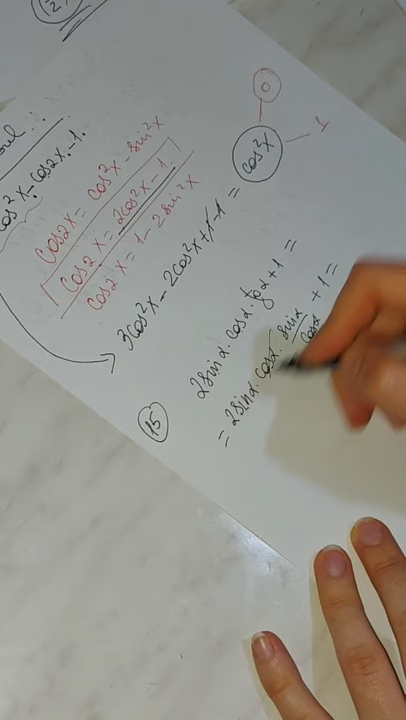 12
cos²x - cos2x - 1.
cos2x = cos²x - sin²x
cos2x = 2cos²x - 1.
cos2x = 1 - 2sin²x
3cos²x - 2cos²x + 1 - 1 = cos²x
0
1
15
2sinα · cosα · tgα + 1 =
= 2sinα · cosα · sinα/cosα + 1 =